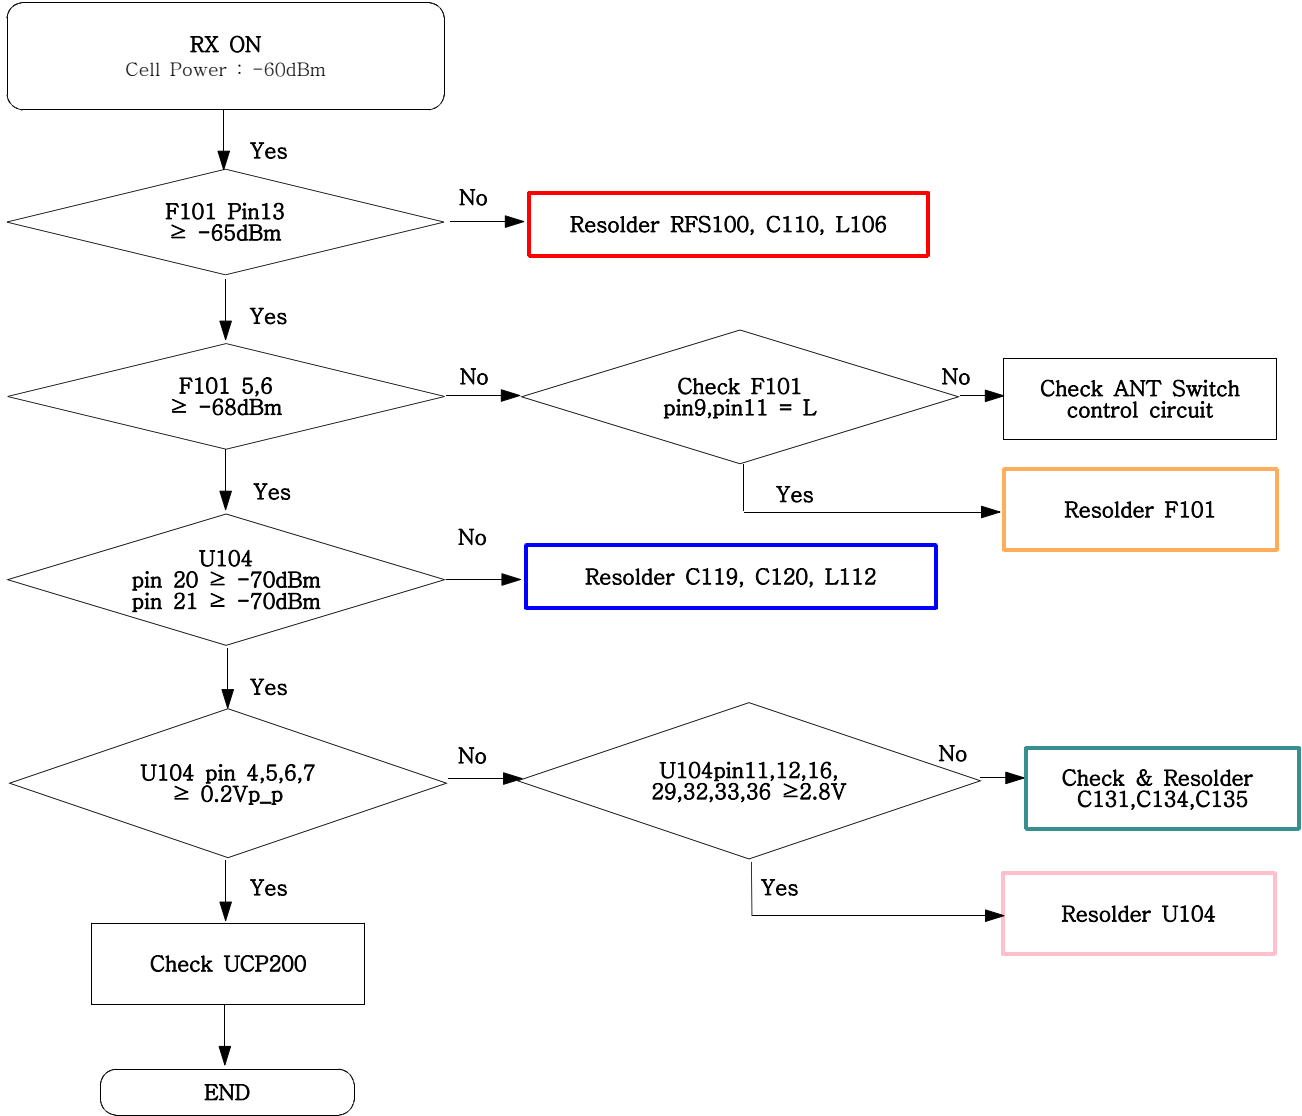 RX ON
Cell Power : -60dBm
Yes
F101 Pin13
≥ -65dBm
No
Resolder RFS100, C110, L106
Yes
F101 5,6
≥ -68dBm
No
Check F101
pin9,pin11 = L
No
Check ANT Switch
control circuit
Yes
Resolder F101
Yes
U104
pin 20 ≥ -70dBm
pin 21 ≥ -70dBm
No
Resolder C119, C120, L112
Yes
U104 pin 4,5,6,7
≥ 0.2Vp_p
No
U104pin11,12,16,
29,32,33,36 ≥2.8V
No
Check & Resolder
C131,C134,C135
Yes
Resolder U104
Yes
Check UCP200
END